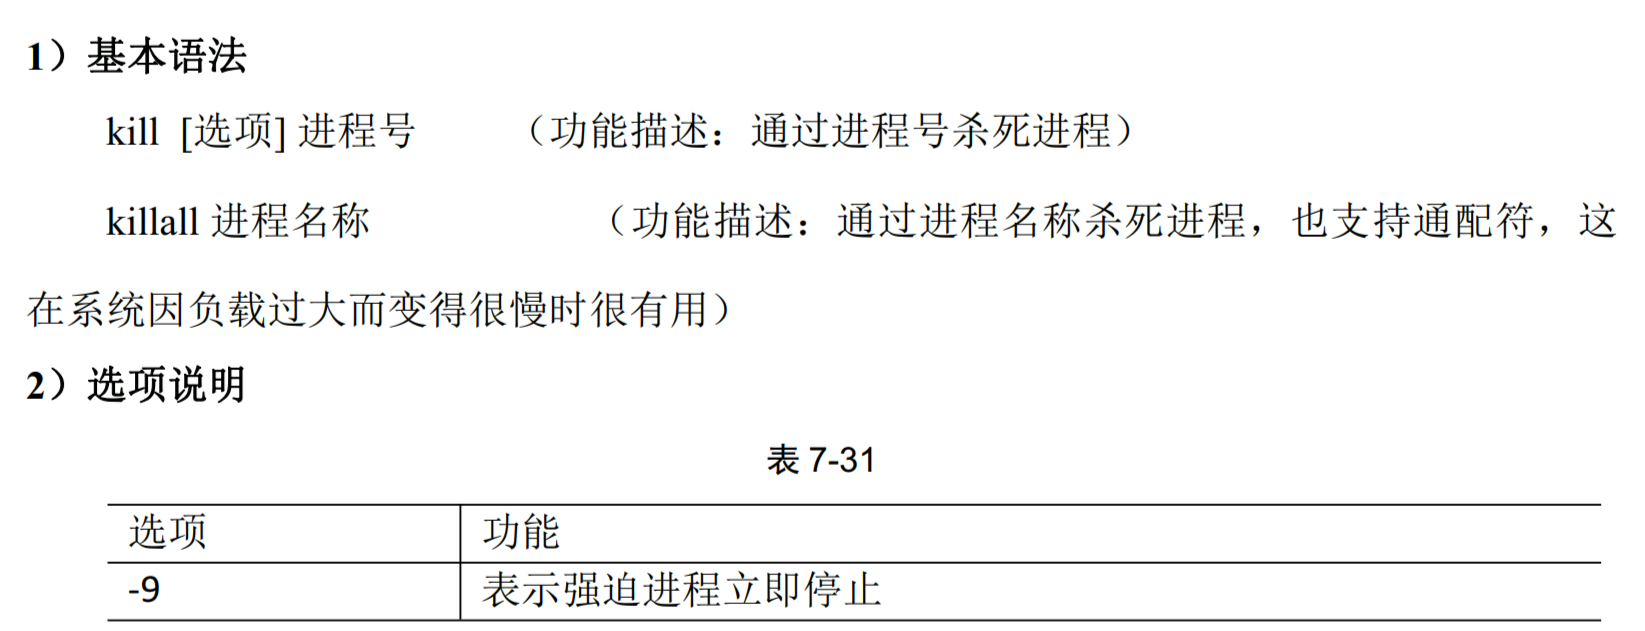 1）基本语法
kill [选项] 进程号 （功能描述：通过进程号杀死进程）
killall 进程名称 （功能描述：通过进程名称杀死进程，也支持通配符，这
在系统因负载过大而变得很慢时很有用）
2）选项说明
表 7-31
选项 功能
-9 表示强迫进程立即停止